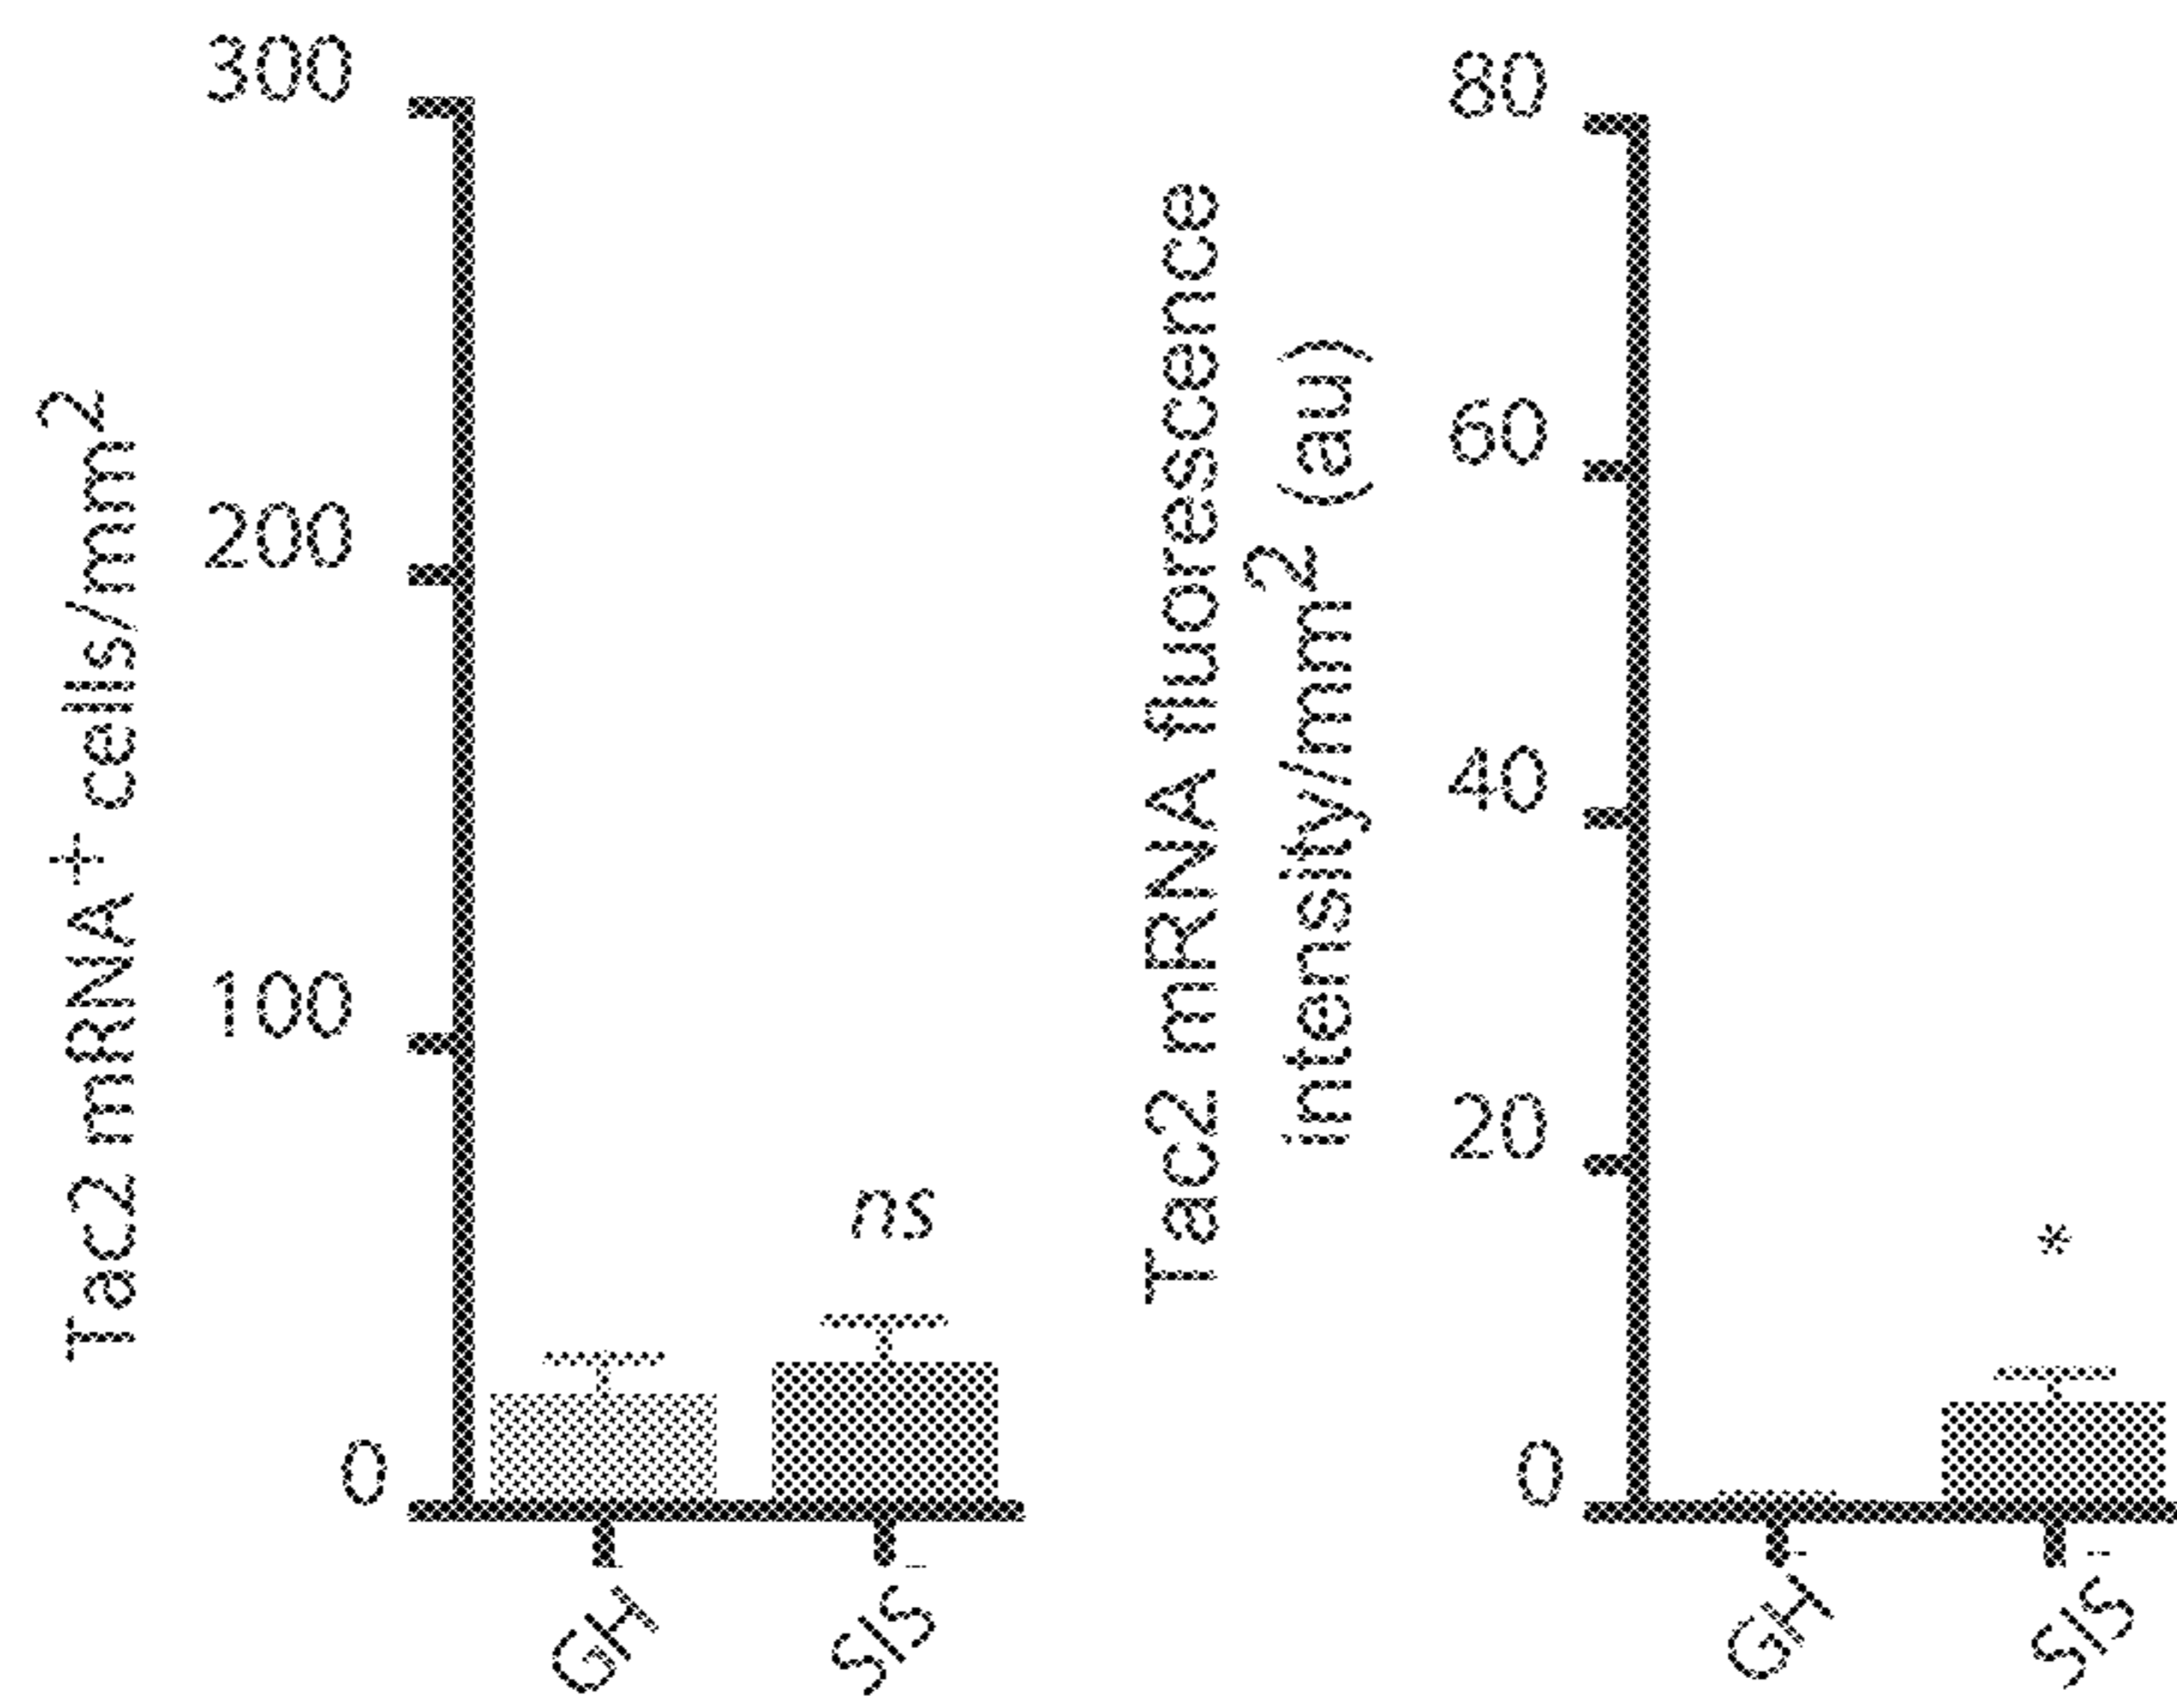 Tac2 mRNA⁺ cells/mm²
300
200
100
0
ns
GH
SIS
Tac2 mRNA fluorescence
intensity/mm² (au)
80
60
40
20
0
*
GH
SIS